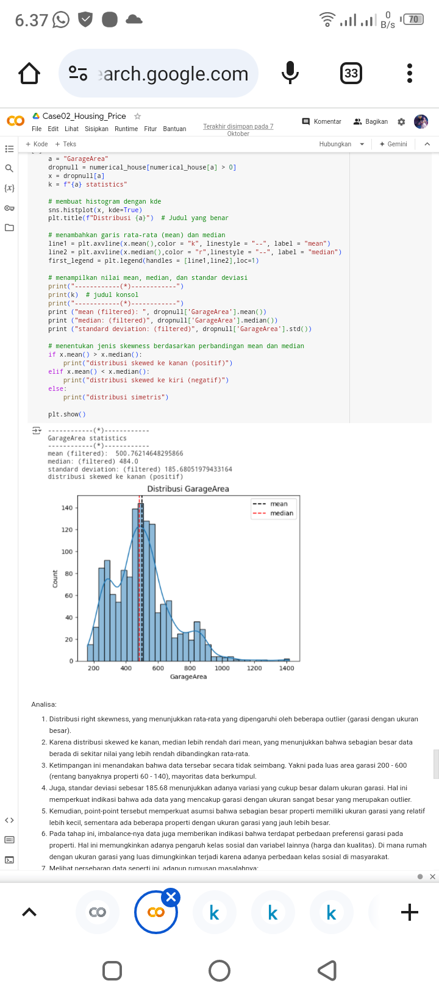 6.37
0
B/s
70
earch.google.com
33
Case02_Housing_Price
File Edit Lihat Sisipkan Runtime Fitur Bantuan
Terakhir disimpan pada 7
Oktober
Komentar
Bagikan
+ Kode + Teks
Hubungkan
Gemini
{x}
a = "GarageArea"
dropnull = numerical_house[numerical_house[a] > 0]
x = dropnull[a]
k = f"{a} statistics"
# membuat histogram dengan kde
sns.histplot(x, kde=True)
plt.title(f"Distribusi {a}")  # Judul yang benar
# menambahkan garis rata-rata (mean) dan median
line1 = plt.axvline(x.mean(),color = "k", linestyle = "--", label = "mean")
line2 = plt.axvline(x.median(),color = "r",linestyle = "--", label = "median")
first_legend = plt.legend(handles = [line1,line2],loc=1)
# menampilkan nilai mean, median, dan standar deviasi
print("------------(*)------------")
print(k)  # judul konsol
print("------------(*)------------")
print ("mean (filtered): ", dropnull['GarageArea'].mean())
print ("median: (filtered)", dropnull['GarageArea'].median())
print ("standard deviation: (filtered)", dropnull['GarageArea'].std())
# menentukan jenis skewness berdasarkan perbandingan mean dan median
if x.mean() > x.median():
print("distribusi skewed ke kanan (positif)")
elif x.mean() < x.median():
print("distribusi skewed ke kiri (negatif)")
else:
print("distribusi simetris")
plt.show()
------------(*)------------
GarageArea statistics
------------(*)------------
mean (filtered):  500.76214648295866
median: (filtered) 484.0
standard deviation: (filtered) 185.68051979433164
distribusi skewed ke kanan (positif)
Distribusi GarageArea
mean
median
140
120
100
80
60
40
20
0
Count
200 400 600 800 1000 1200 1400
GarageArea
Analisa:
1. Distribusi right skewness, yang menunjukkan rata-rata yang dipengaruhi oleh beberapa outlier (garasi dengan ukuran
besar).
2. Karena distribusi skewed ke kanan, median lebih rendah dari mean, yang menunjukkan bahwa sebagian besar data
berada di sekitar nilai yang lebih rendah dibandingkan rata-rata.
3. Ketimpangan ini menandakan bahwa data tersebar secara tidak seimbang. Yakni pada luas area garasi 200 - 600
(rentang banyaknya properti 60 - 140), mayoritas data berkumpul.
4. Juga, standar deviasi sebesar 185.68 menunjukkan adanya variasi yang cukup besar dalam ukuran garasi. Hal ini
memperkuat indikasi bahwa ada data yang mencakup garasi dengan ukuran sangat besar yang merupakan outlier.
5. Kemudian, point-point tersebut memperkuat asumsi bahwa sebagian besar properti memiliki ukuran garasi yang relatif
lebih kecil, sementara ada beberapa properti dengan ukuran garasi yang jauh lebih besar.
6. Pada tahap ini, imbalance-nya data juga memberikan indikasi bahwa terdapat perbedaan preferensi garasi pada
properti. Hal ini memungkinkan adanya pengaruh kelas sosial dan variabel lainnya (harga dan kualitas). Di mana rumah
dengan ukuran garasi yang luas dimungkinkan terjadi karena adanya perbedaan kelas sosial di masyarakat.
7. Melihat persebaran data seperti ini, adapun rumusan masalahnya:
k
k
k